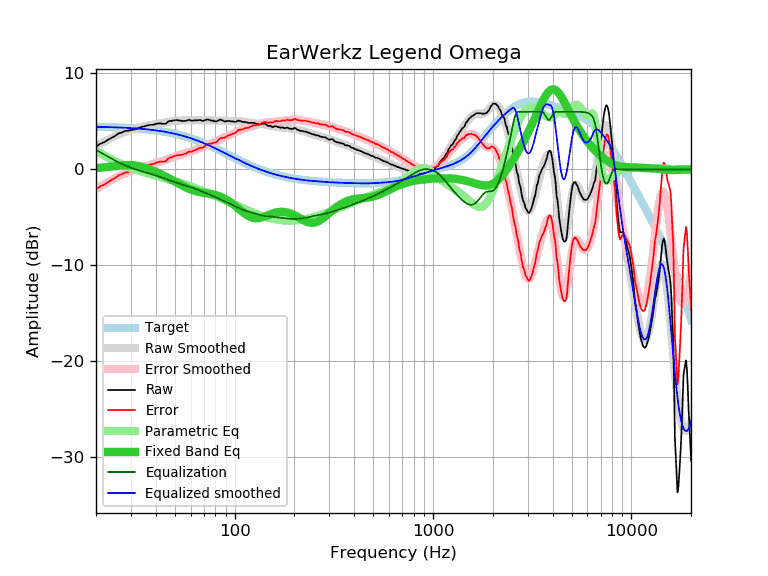 EarWerkz Legend Omega
10
0
−10
−20
−30
Amplitude (dBr)
Target
Raw Smoothed
Error Smoothed
Raw
Error
Parametric Eq
Fixed Band Eq
Equalization
Equalized smoothed
100
1000
10000
Frequency (Hz)